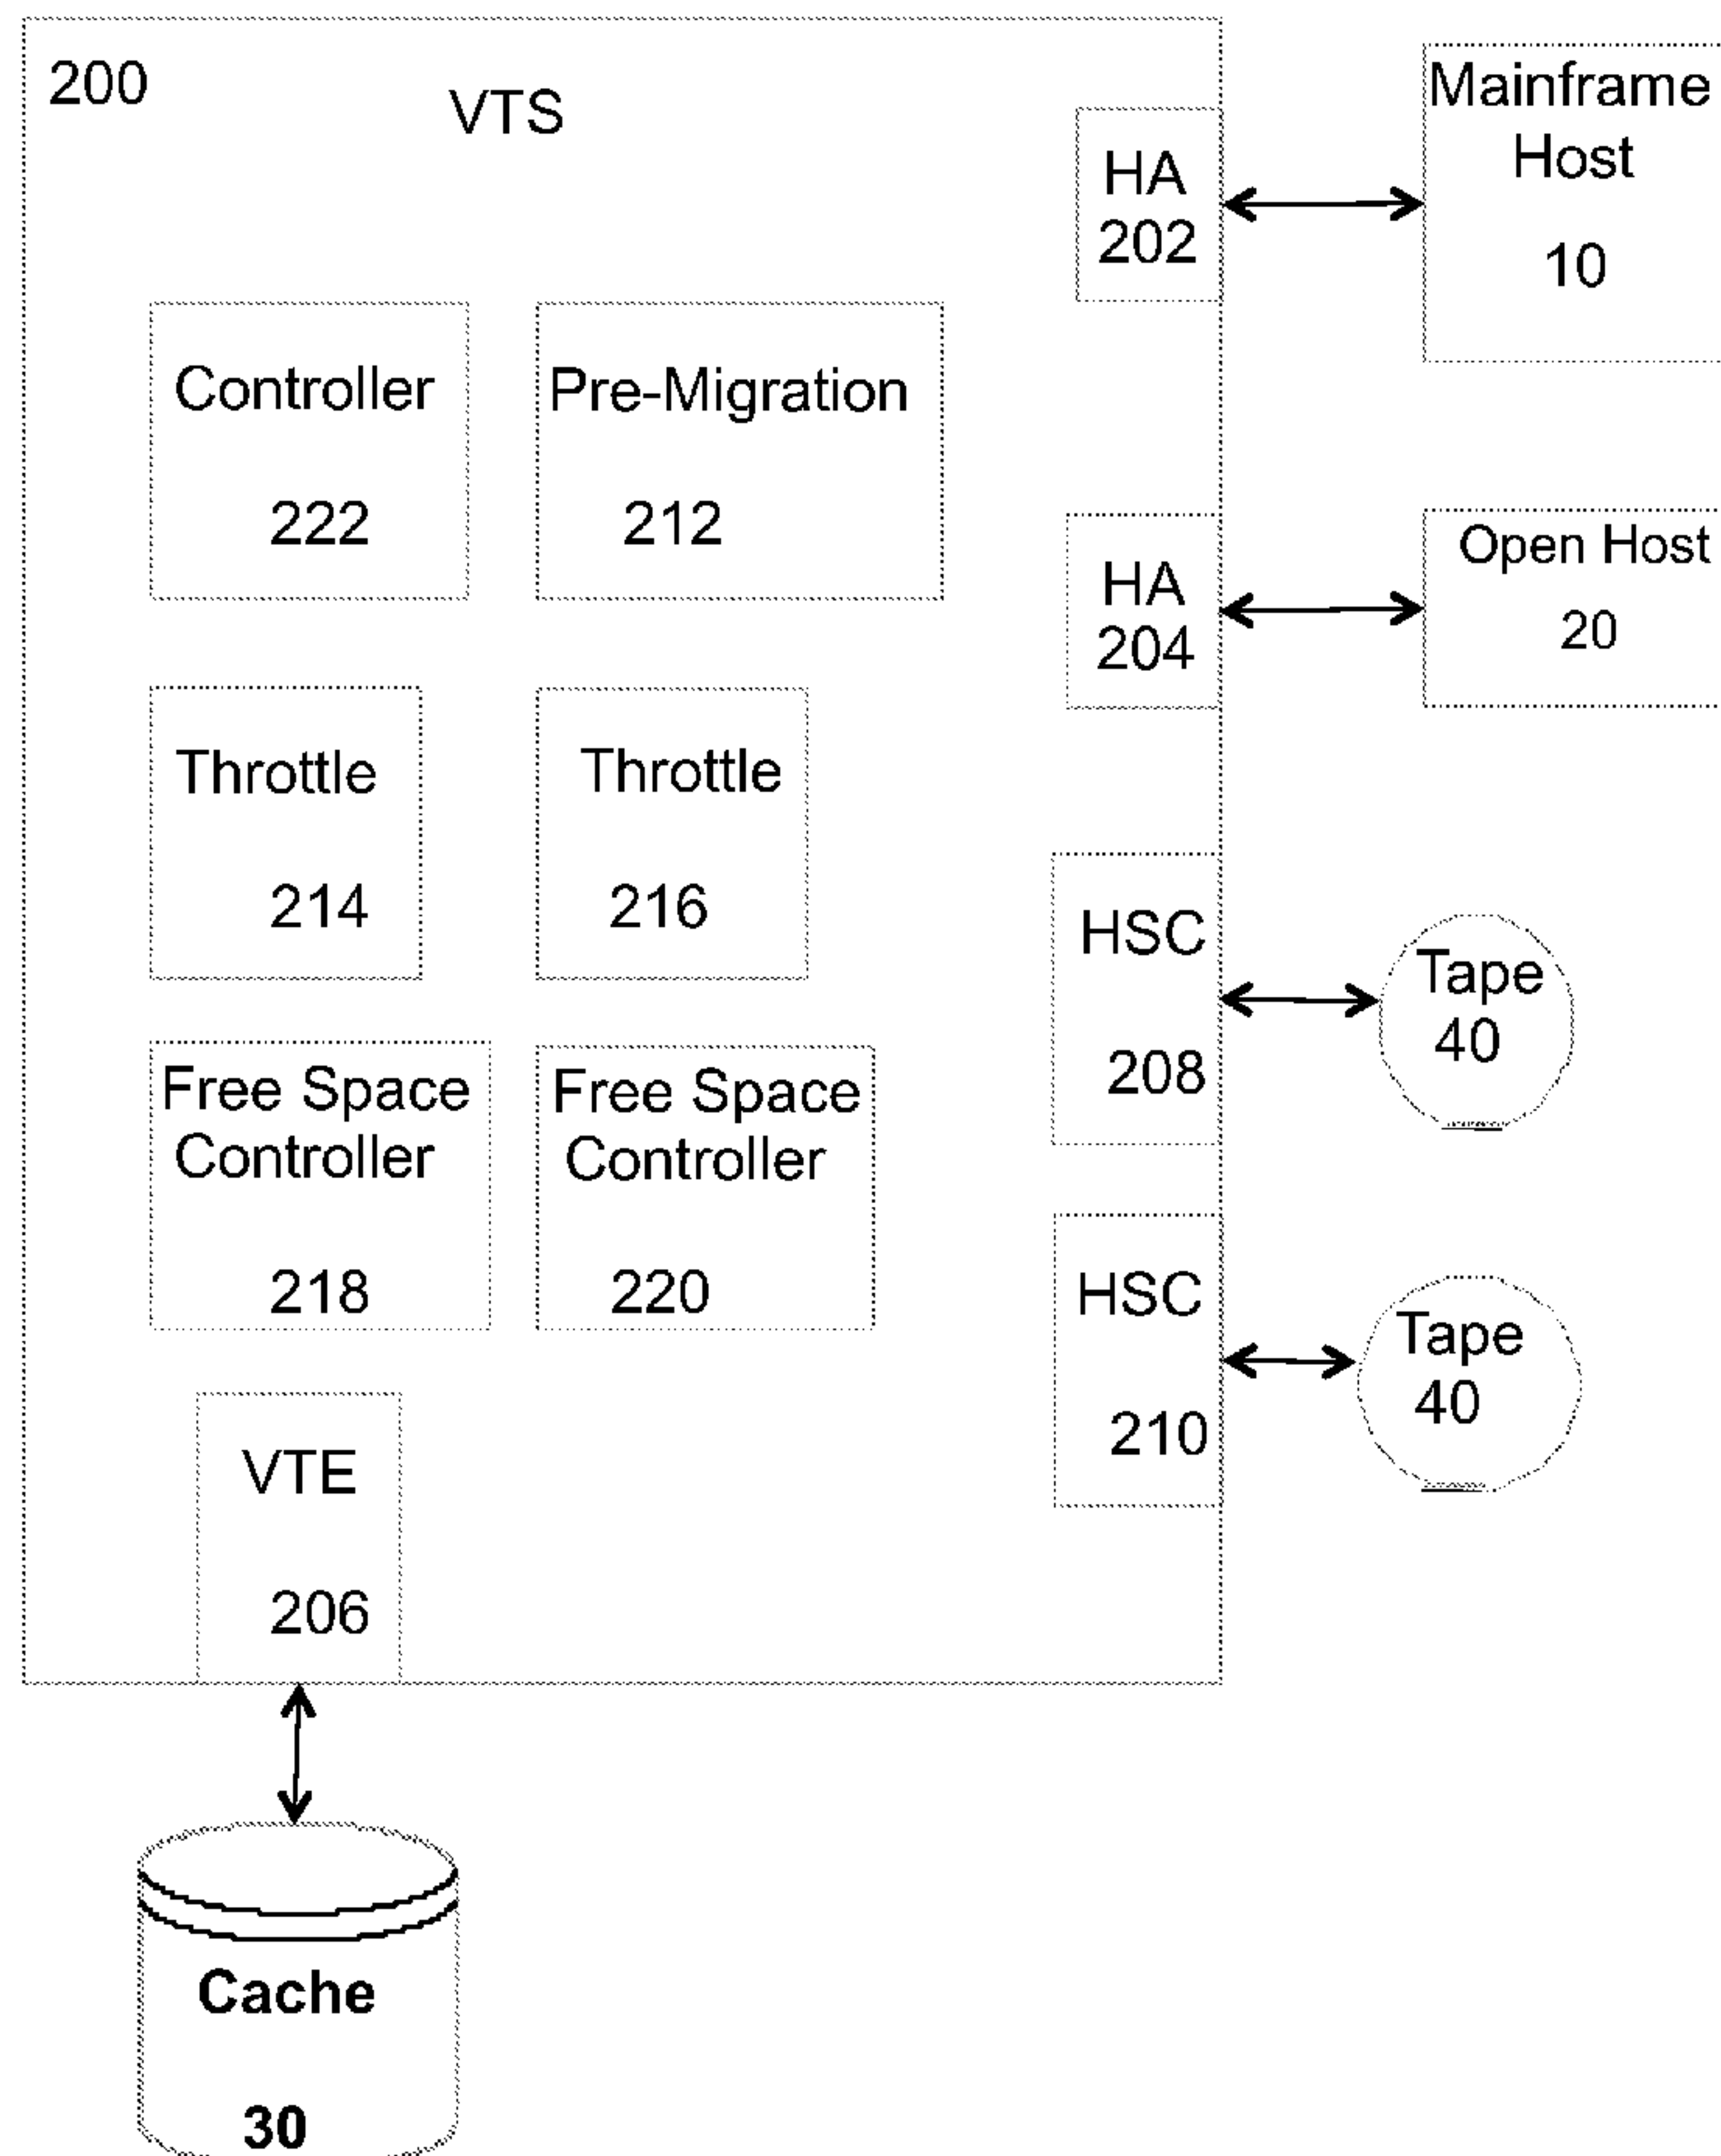 200
VTS
HA
202
Mainframe
Host
10
Controller
222
Pre-Migration
212
HA
204
Open Host
20
Throttle
214
Throttle
216
HSC
208
Tape
40
Free Space
Controller
218
Free Space
Controller
220
HSC
210
Tape
40
VTE
206
Cache
30